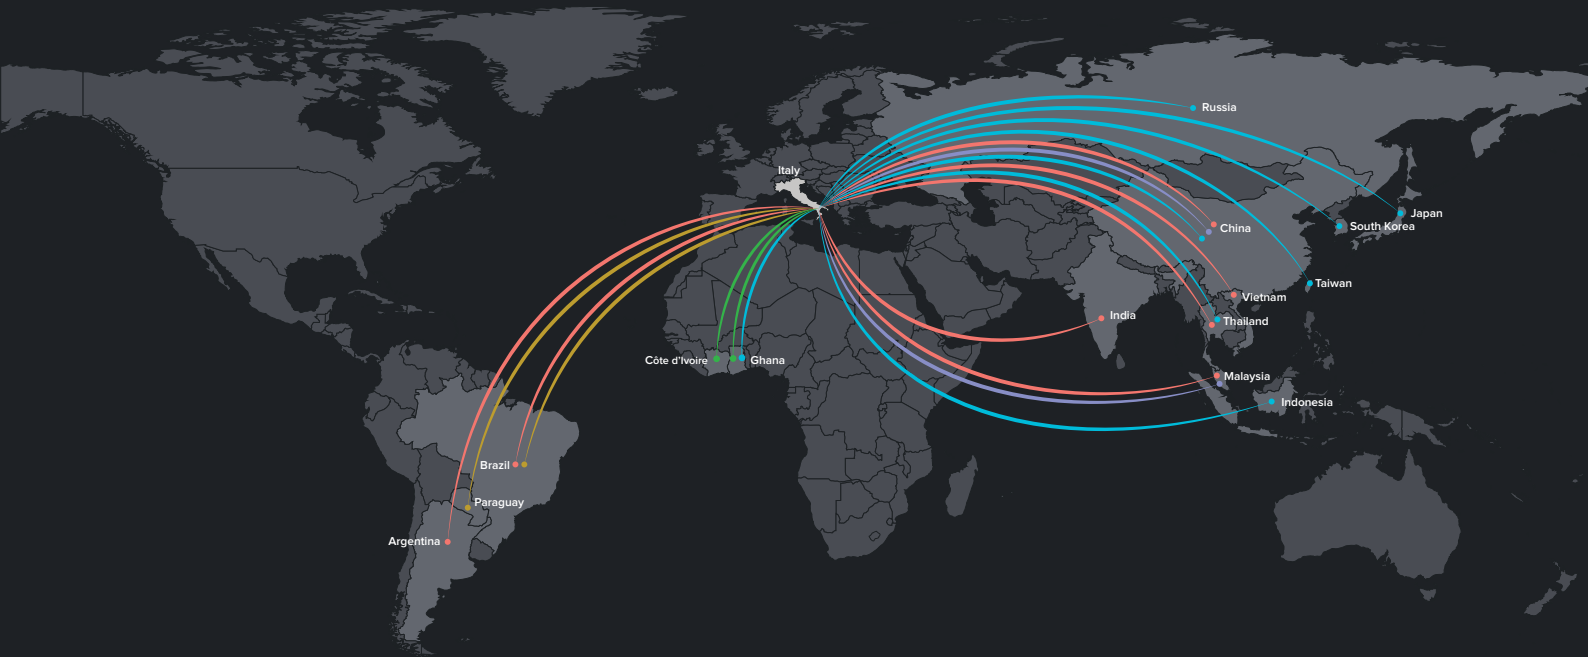 Russia
Italy
Japan
South Korea
China
Taiwan
Vietnam
India
Thailand
Côte d'Ivoire
Ghana
Malaysia
Indonesia
Brazil
Paraguay
Argentina